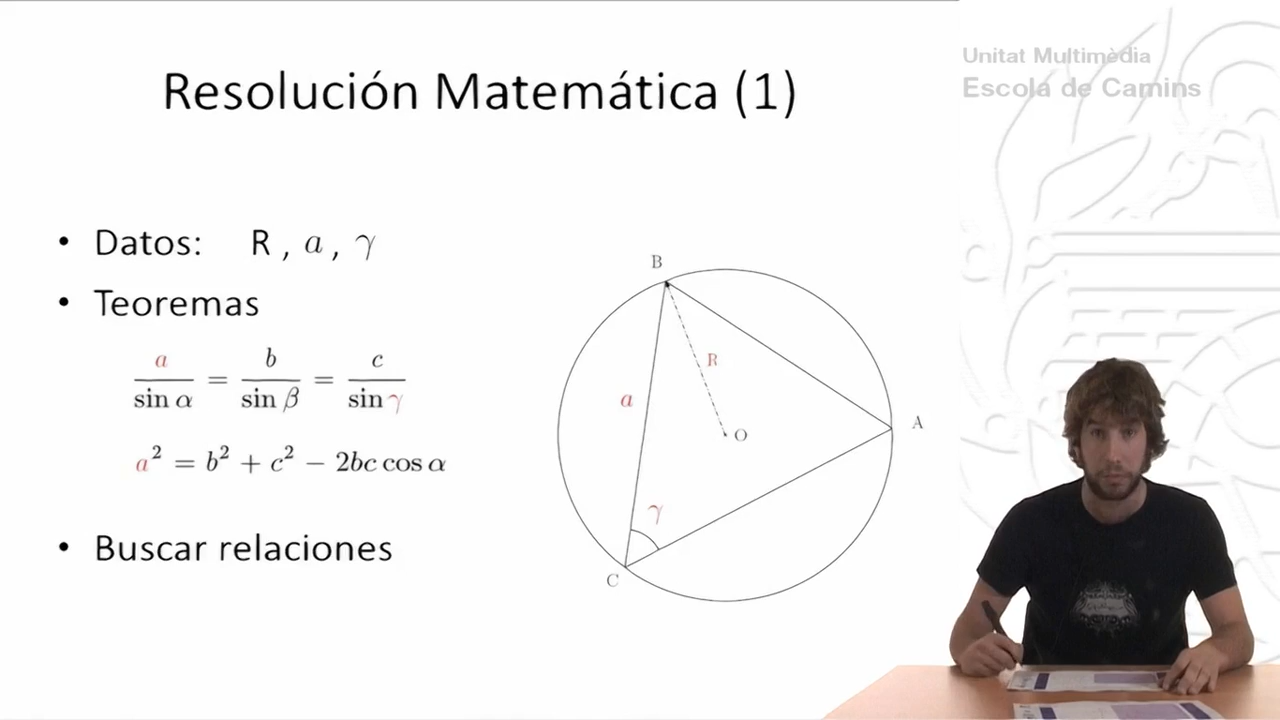 Unitat Multimèdia
Escola de Camins
Resolución Matemática (1)
• Datos: R , a , γ
• Teoremas
a / sin α = b / sin β = c / sin γ
a² = b² + c² − 2bc cos α
• Buscar relaciones
B
R
a
O
A
γ
C